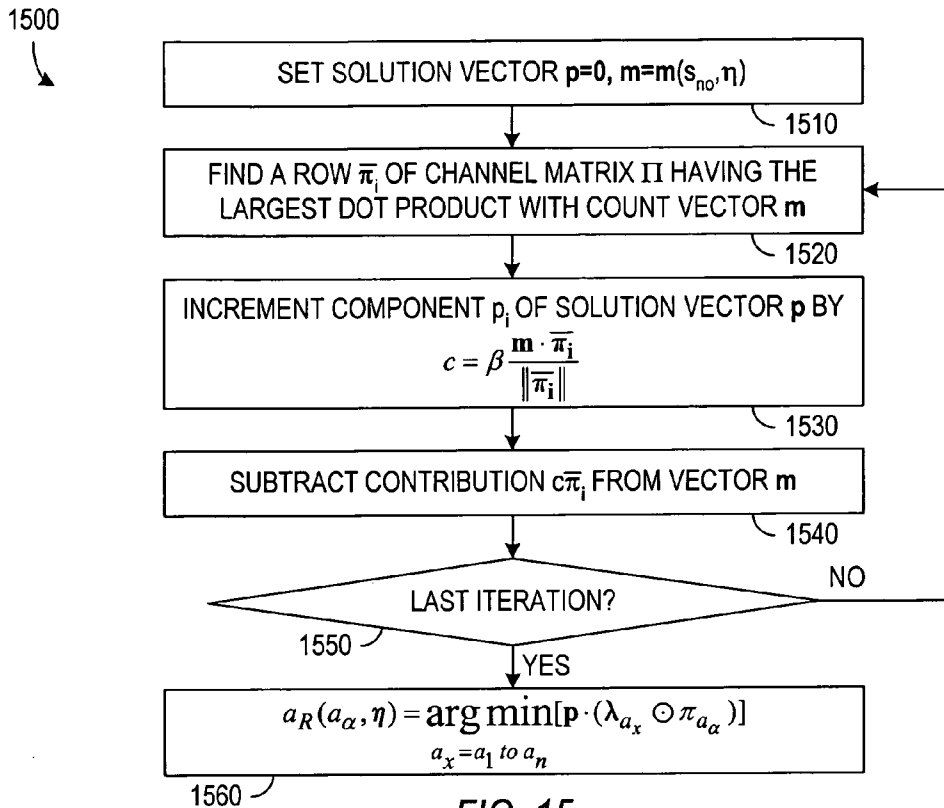 1500
SET SOLUTION VECTOR p=0, m=m(s_no,η)
1510
FIND A ROW π̅_i OF CHANNEL MATRIX Π HAVING THE
LARGEST DOT PRODUCT WITH COUNT VECTOR m
1520
INCREMENT COMPONENT p_i OF SOLUTION VECTOR p BY
c = β (m · π̅_i) / ‖π̅_i‖
1530
SUBTRACT CONTRIBUTION cπ̅_i FROM VECTOR m
1540
LAST ITERATION?
NO
1550
YES
a_R(a_α, η) = arg min[p·(λ_{a_x} ⊙ π_{a_α})]
a_x=a_1 to a_n
1560
FIG. 15